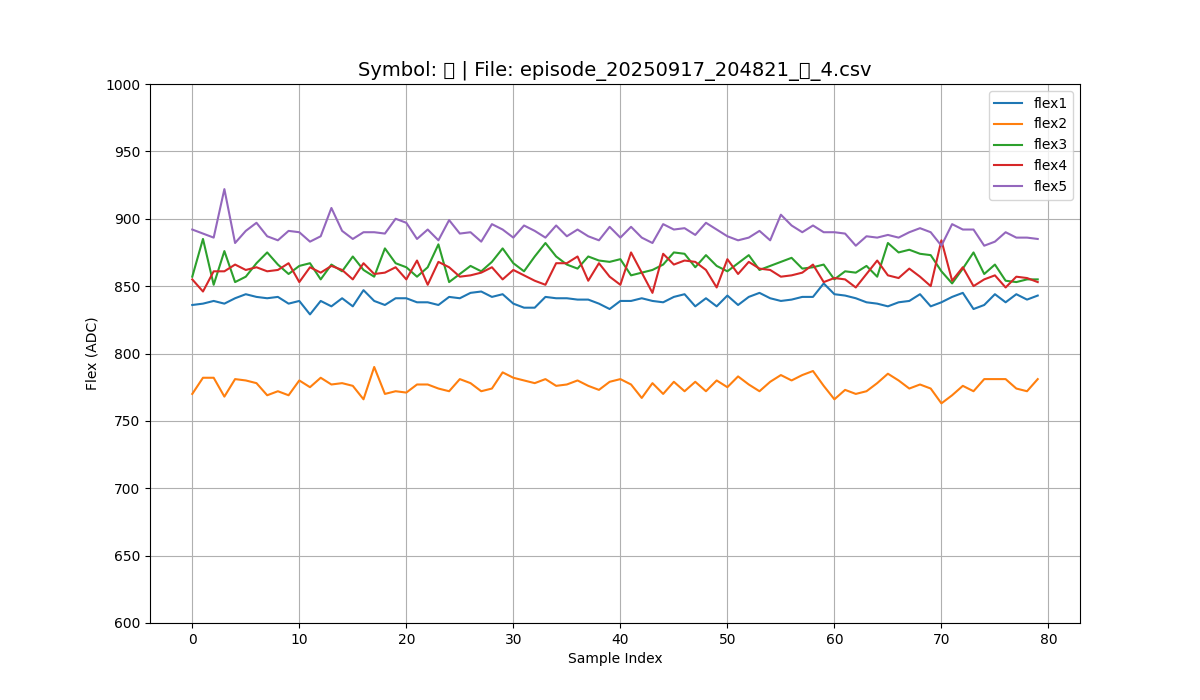 Symbol: | File: episode_20250917_204821_ _4.csv
1000
950
900
850
800
750
700
650
600
Flex (ADC)
0 10 20 30 40 50 60 70 80
Sample Index
flex1
flex2
flex3
flex4
flex5